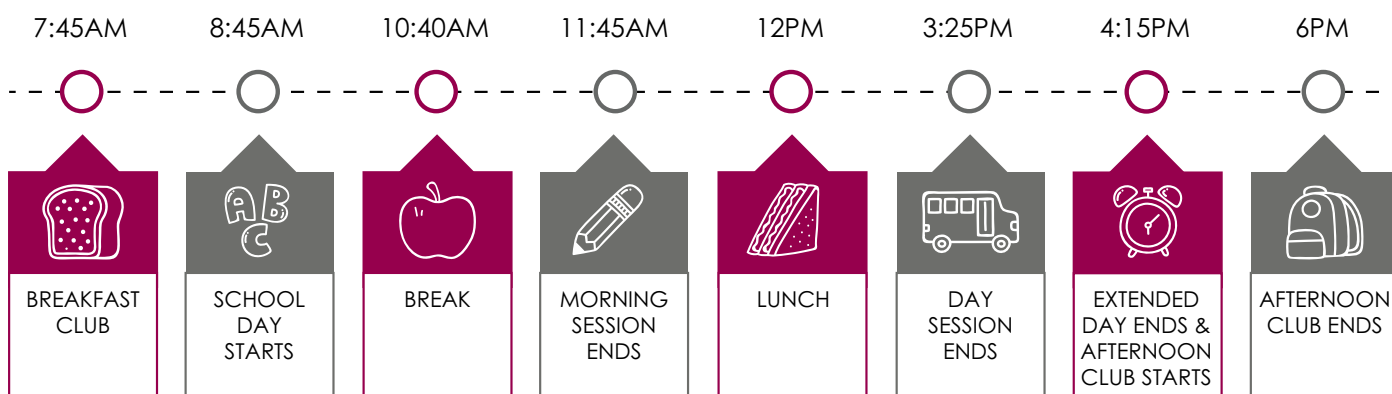 7:45AM
8:45AM
10:40AM
11:45AM
12PM
3:25PM
4:15PM
6PM
A B
C
BREAKFAST
CLUB
SCHOOL
DAY
STARTS
BREAK
MORNING
SESSION
ENDS
LUNCH
DAY
SESSION
ENDS
EXTENDED
DAY ENDS &
AFTERNOON
CLUB STARTS
AFTERNOON
CLUB ENDS